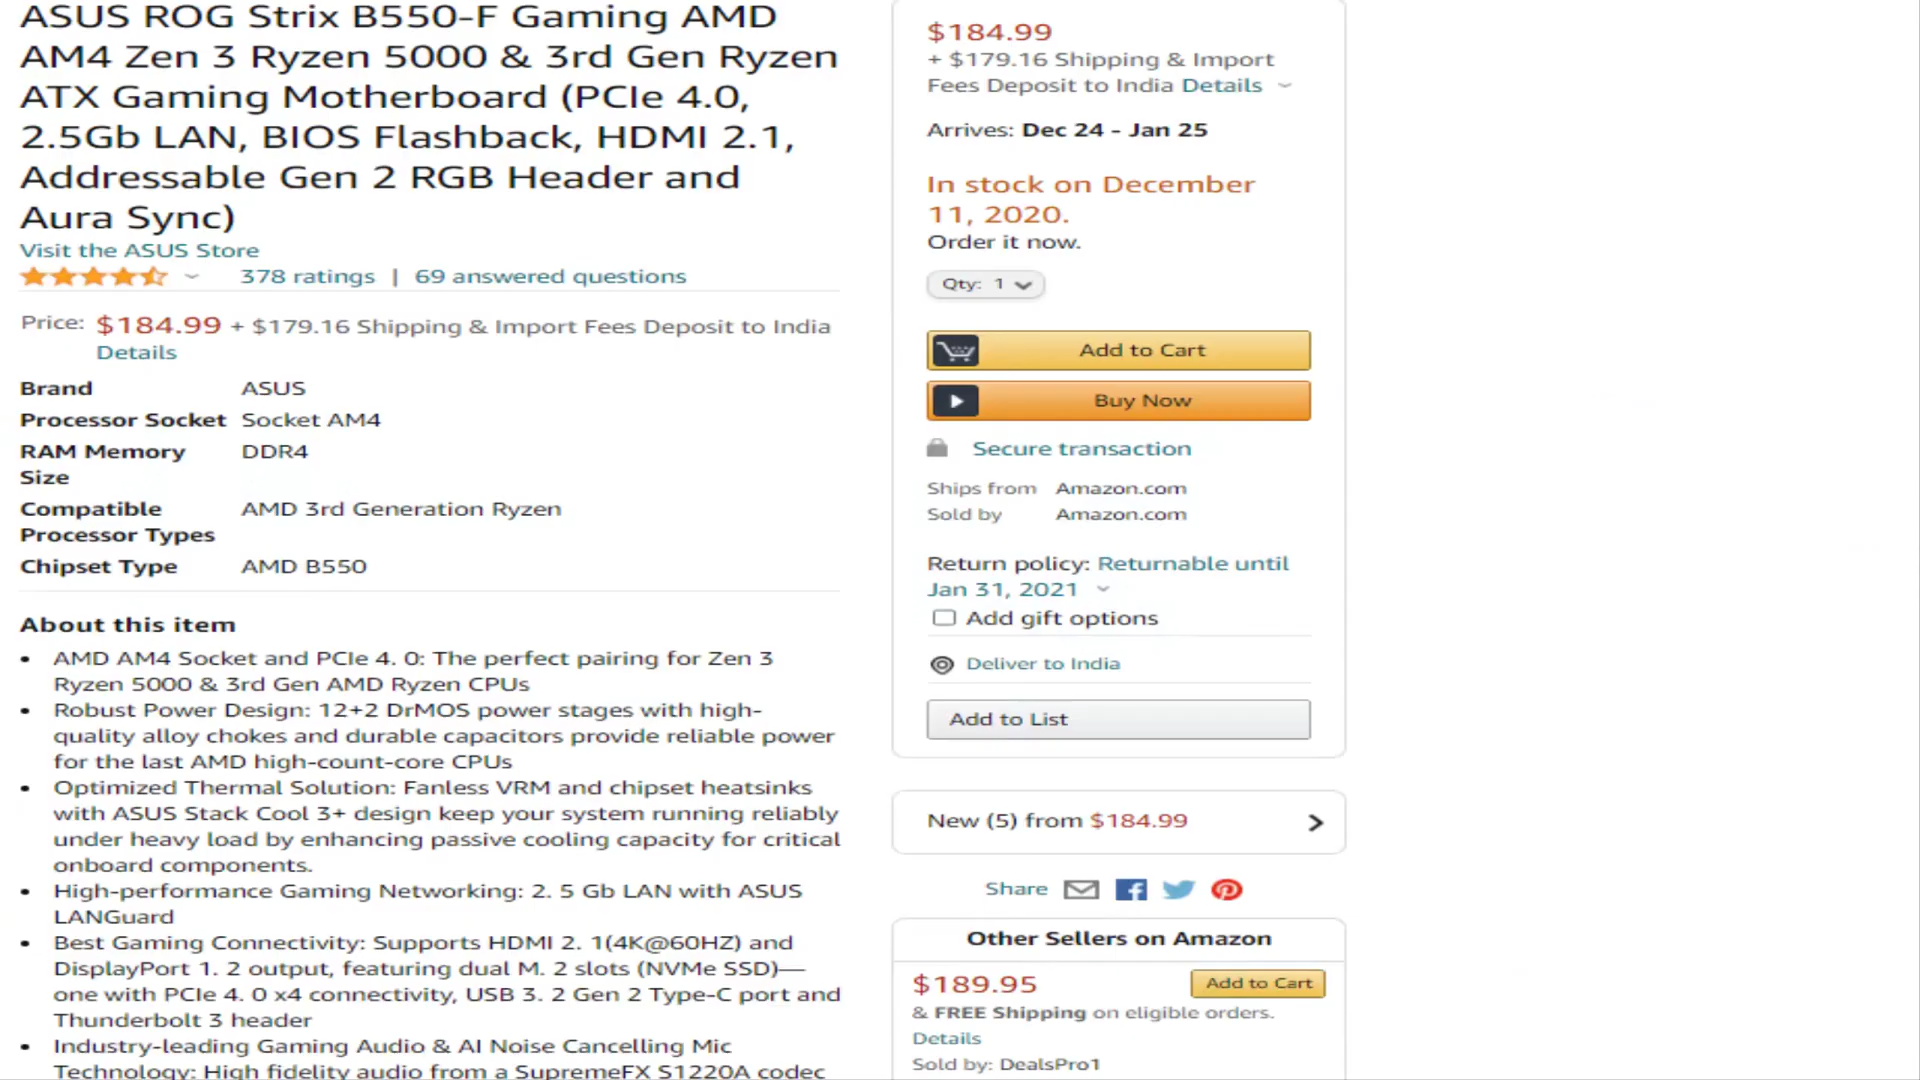 ASUS ROG Strix B550-F Gaming AMD
AM4 Zen 3 Ryzen 5000 & 3rd Gen Ryzen
ATX Gaming Motherboard (PCIe 4.0,
2.5Gb LAN, BIOS Flashback, HDMI 2.1,
Addressable Gen 2 RGB Header and
Aura Sync)
Visit the ASUS Store
378 ratings | 69 answered questions
Price: $184.99 + $179.16 Shipping & Import Fees Deposit to India
Details
Brand ASUS
Processor Socket Socket AM4
RAM Memory DDR4
Size
Compatible AMD 3rd Generation Ryzen
Processor Types
Chipset Type AMD B550
About this item
• AMD AM4 Socket and PCIe 4. 0: The perfect pairing for Zen 3
Ryzen 5000 & 3rd Gen AMD Ryzen CPUs
• Robust Power Design: 12+2 DrMOS power stages with high-
quality alloy chokes and durable capacitors provide reliable power
for the last AMD high-count-core CPUs
• Optimized Thermal Solution: Fanless VRM and chipset heatsinks
with ASUS Stack Cool 3+ design keep your system running reliably
under heavy load by enhancing passive cooling capacity for critical
onboard components.
• High-performance Gaming Networking: 2. 5 Gb LAN with ASUS
LANGuard
• Best Gaming Connectivity: Supports HDMI 2. 1(4K@60HZ) and
DisplayPort 1. 2 output, featuring dual M. 2 slots (NVMe SSD)—
one with PCIe 4. 0 x4 connectivity, USB 3. 2 Gen 2 Type-C port and
Thunderbolt 3 header
• Industry-leading Gaming Audio & AI Noise Cancelling Mic
Technology: High fidelity audio from a SupremeFX S1220A codec
$184.99
+ $179.16 Shipping & Import
Fees Deposit to India Details
Arrives: Dec 24 - Jan 25
In stock on December
11, 2020.
Order it now.
Qty: 1
Add to Cart
Buy Now
Secure transaction
Ships from Amazon.com
Sold by Amazon.com
Return policy: Returnable until
Jan 31, 2021
Add gift options
Deliver to India
Add to List
New (5) from $184.99
Share
Other Sellers on Amazon
$189.95 Add to Cart
& FREE Shipping on eligible orders.
Details
Sold by: DealsPro1